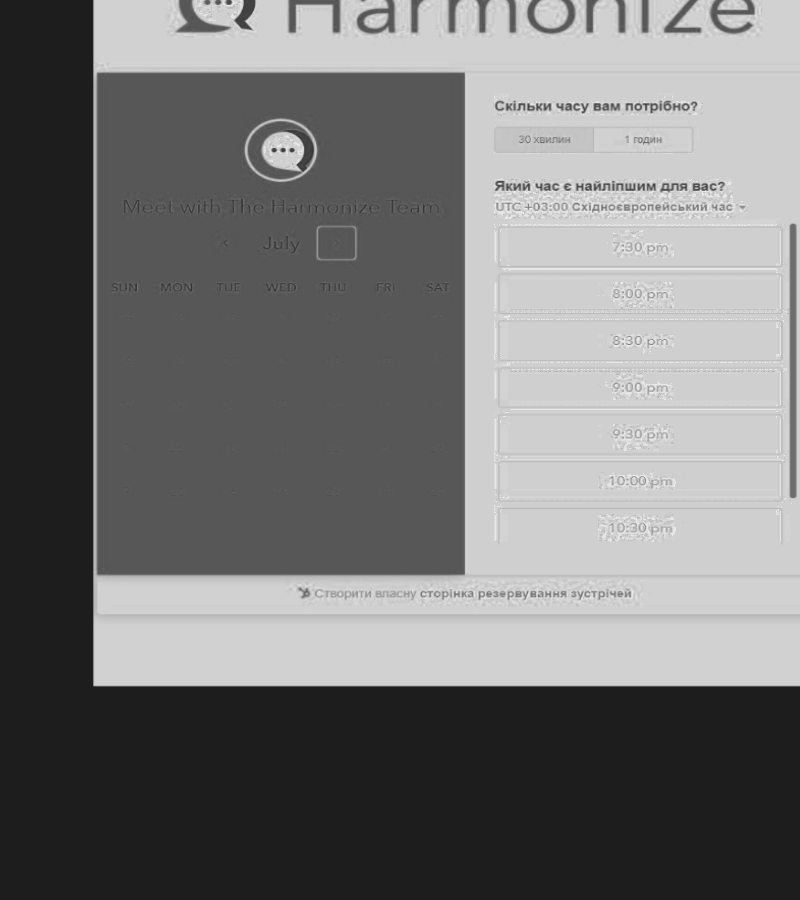 Harmonize
Meet with The Harmonize Team
July
SUN MON TUE WED THU FRI SAT
Скільки часу вам потрібно?
30 хвилин 1 годин
Який час є найліпшим для вас?
UTC +03:00 Східноєвропейський час
7:30 pm
8:00 pm
8:30 pm
9:00 pm
9:30 pm
10:00 pm
10:30 pm
Створити власну сторінка резервування зустрічей